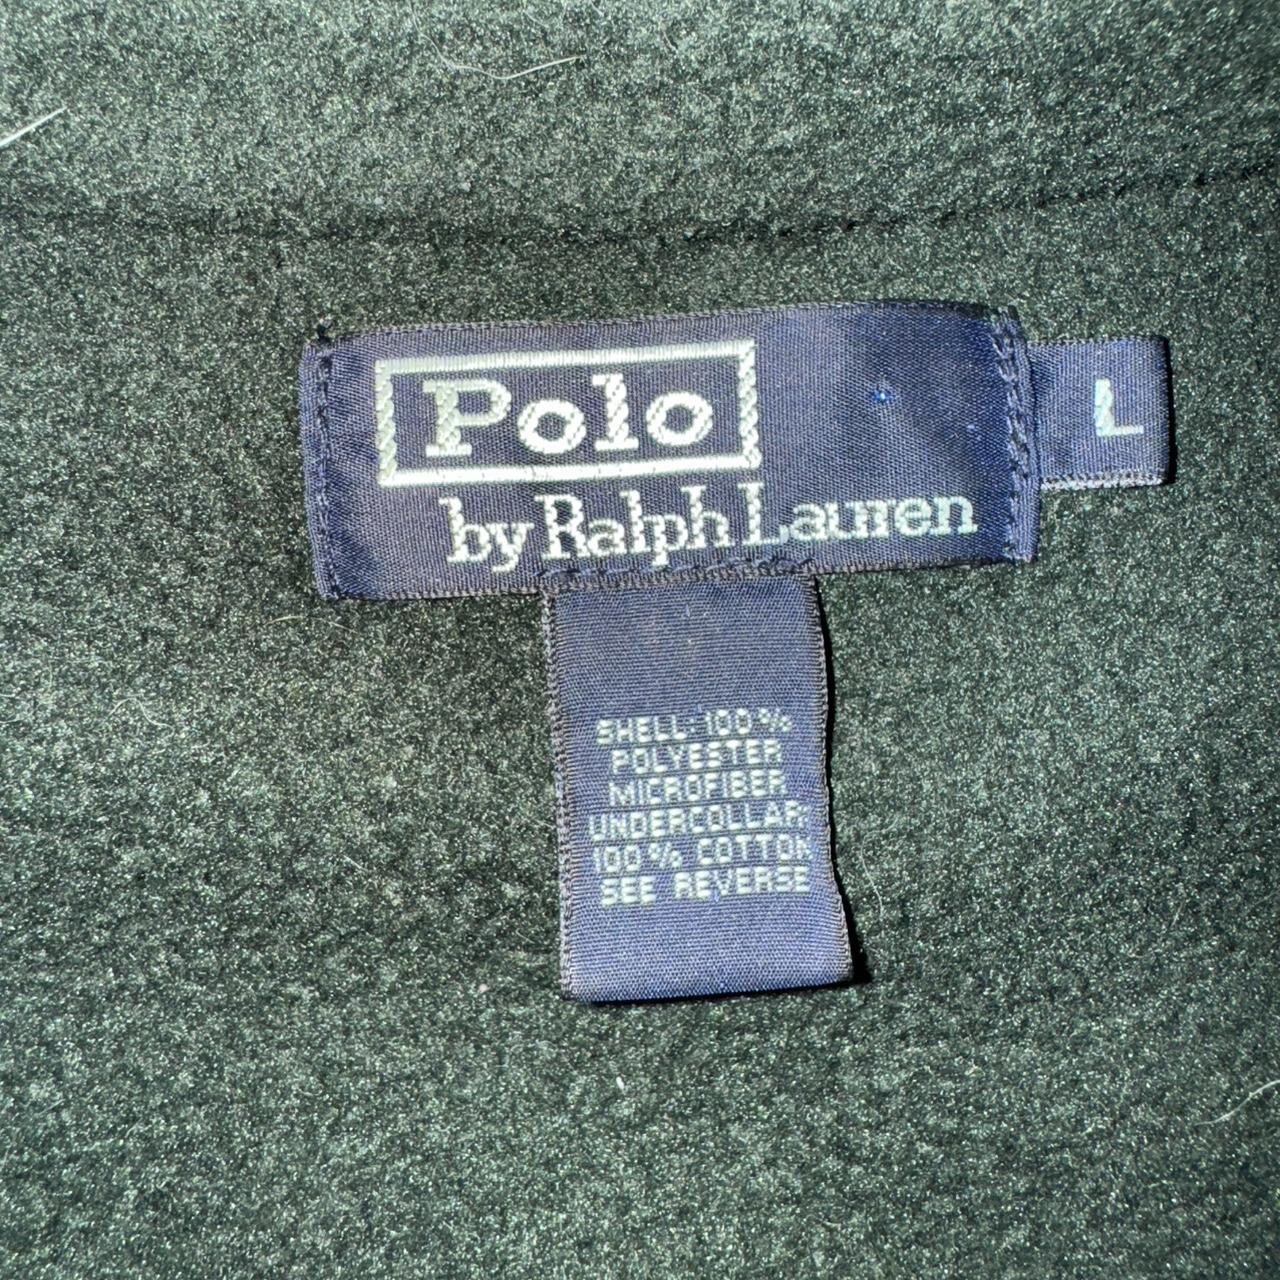 Polo
by Ralph Lauren
L
SHELL: 100%
POLYESTER
MICROFIBER
UNDERCOLLAR:
100% COTTON
SEE REVERSE